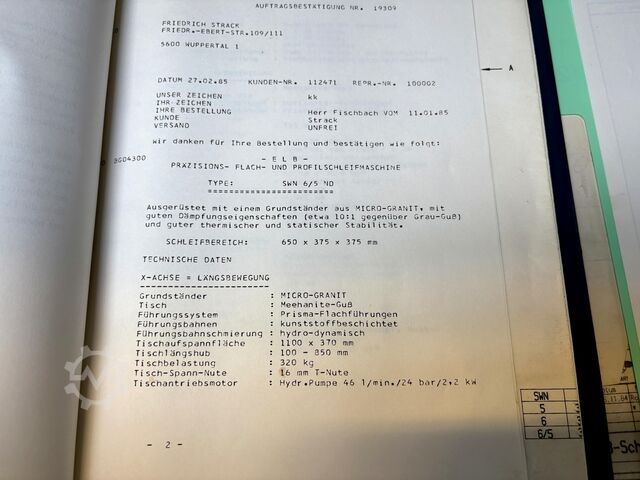 AUFTRAGSBESTÄTIGUNG NR. 19309
FRIEDRICH STRACK
FRIEDR.-EBERT-STR.109/111
5600 WUPPERTAL 1
A
DATUM 27.02.85 KUNDEN-NR. 112471 REPR.-NR. 100002
UNSER ZEICHEN kk
IHR ZEICHEN
IHRE BESTELLUNG Herr Fischbach VOM 11.01.85
KUNDE Strack
VERSAND UNFREI
Wir danken für Ihre Bestellung und bestätigen wie folgt:
8G04300 - E L B -
PRÄZISIONS- FLACH- UND PROFILSCHLEIFMASCHINE
TYPE: SWN 6/5 ND
Ausgerüstet mit einem Grundständer aus MICRO-GRANIT, mit
guten Dämpfungseigenschaften (etwa 10:1 gegenüber Grau-Guß)
und guter thermischer und statischer Stabilität.
SCHLEIFBEREICH: 650 x 375 x 375 mm
TECHNISCHE DATEN
X-ACHSE = LÄNGSBEWEGUNG
Grundständer : MICRO-GRANIT
Tisch : Meehanite-Guß
Führungssystem : Prisma-Flachführungen
Führungsbahnen : kunststoffbeschichtet
Führungsbahnschmierung : hydro-dynamisch
Tischaufspannfläche : 1100 x 370 mm
Tischlängshub : 100 - 850 mm
Tischbelastung : 320 kg
Tisch-Spann-Nute : 16 mm T-Nute
Tischantriebsmotor : Hydr.Pumpe 46 l/min./24 bar/2,2 kW
- 2 -
SWN
5
6
6/5